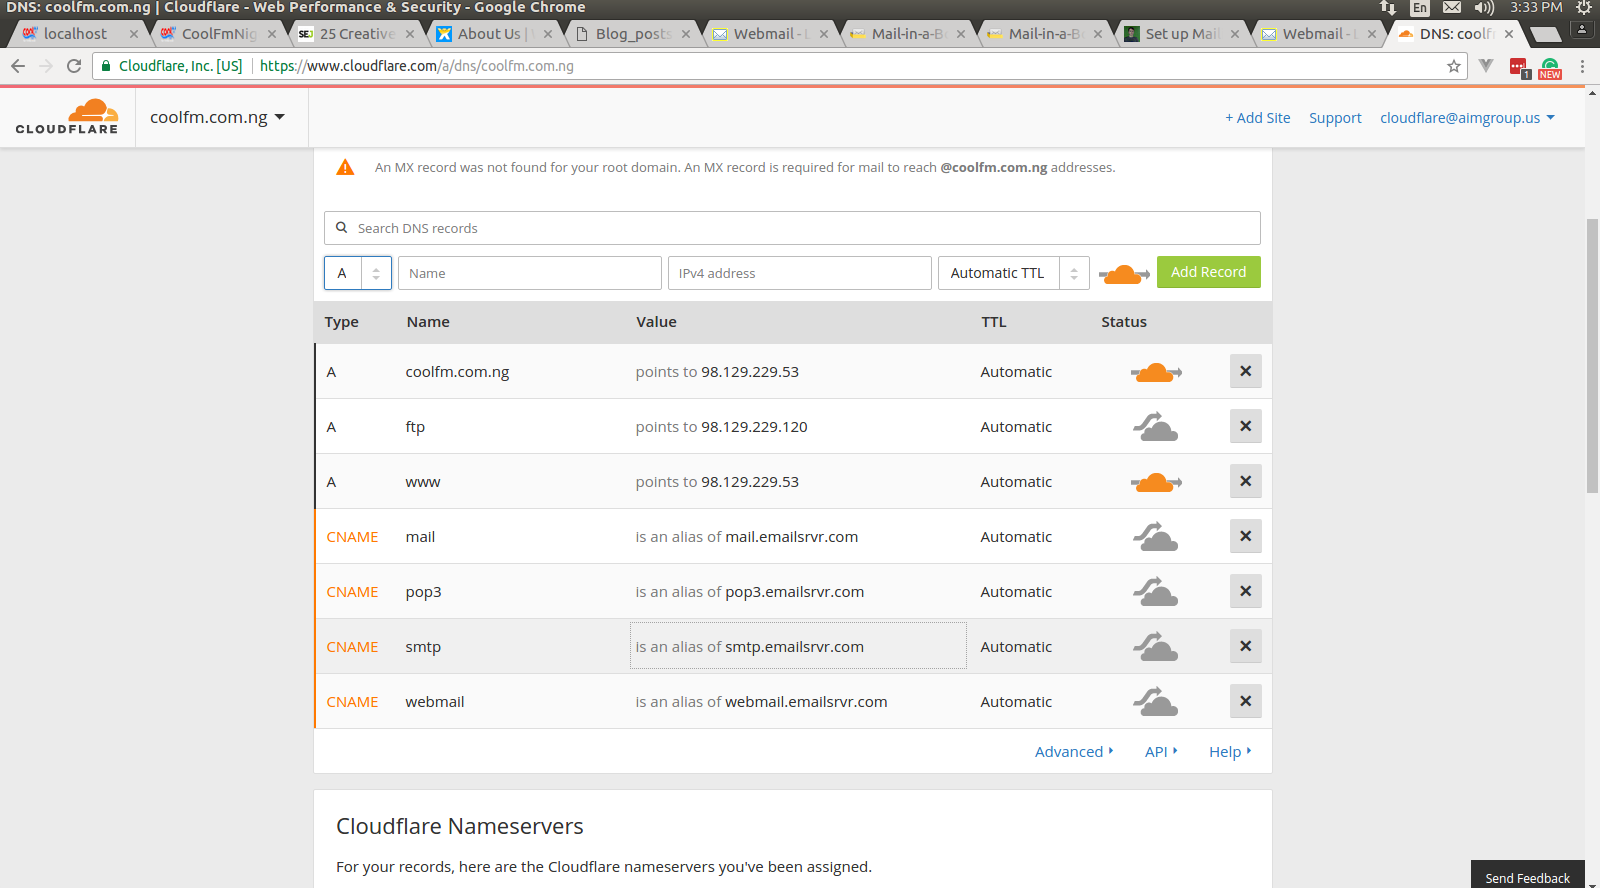 DNS: coolfm.com.ng | Cloudflare - Web Performance & Security - Google Chrome
En
3:33 PM
localhost
CoolFmNig
SEJ
25 Creative
About Us |
Blog_posts
Webmail - L
Mail-in-a-Bo
Mail-in-a-Bo
Set up Mail
Webmail - L
DNS: coolf
Cloudflare, Inc. [US]
https://www.cloudflare.com/a/dns/coolfm.com.ng
1
NEW
CLOUDFLARE
coolfm.com.ng
+ Add Site
Support
cloudflare@aimgroup.us
An MX record was not found for your root domain. An MX record is required for mail to reach @coolfm.com.ng addresses.
Search DNS records
A
Name
IPv4 address
Automatic TTL
Add Record
Type Name Value TTL Status
A coolfm.com.ng points to 98.129.229.53 Automatic
A ftp points to 98.129.229.120 Automatic
A www points to 98.129.229.53 Automatic
CNAME mail is an alias of mail.emailsrvr.com Automatic
CNAME pop3 is an alias of pop3.emailsrvr.com Automatic
CNAME smtp is an alias of smtp.emailsrvr.com Automatic
CNAME webmail is an alias of webmail.emailsrvr.com Automatic
Advanced
API
Help
Cloudflare Nameservers
For your records, here are the Cloudflare nameservers you've been assigned.
Send Feedback